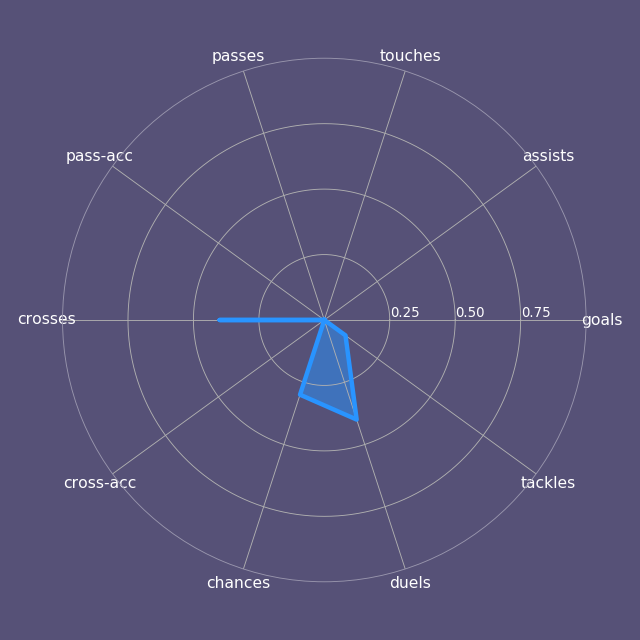 passes
touches
pass-acc
assists
crosses
0.25
0.50
0.75
goals
cross-acc
tackles
chances
duels